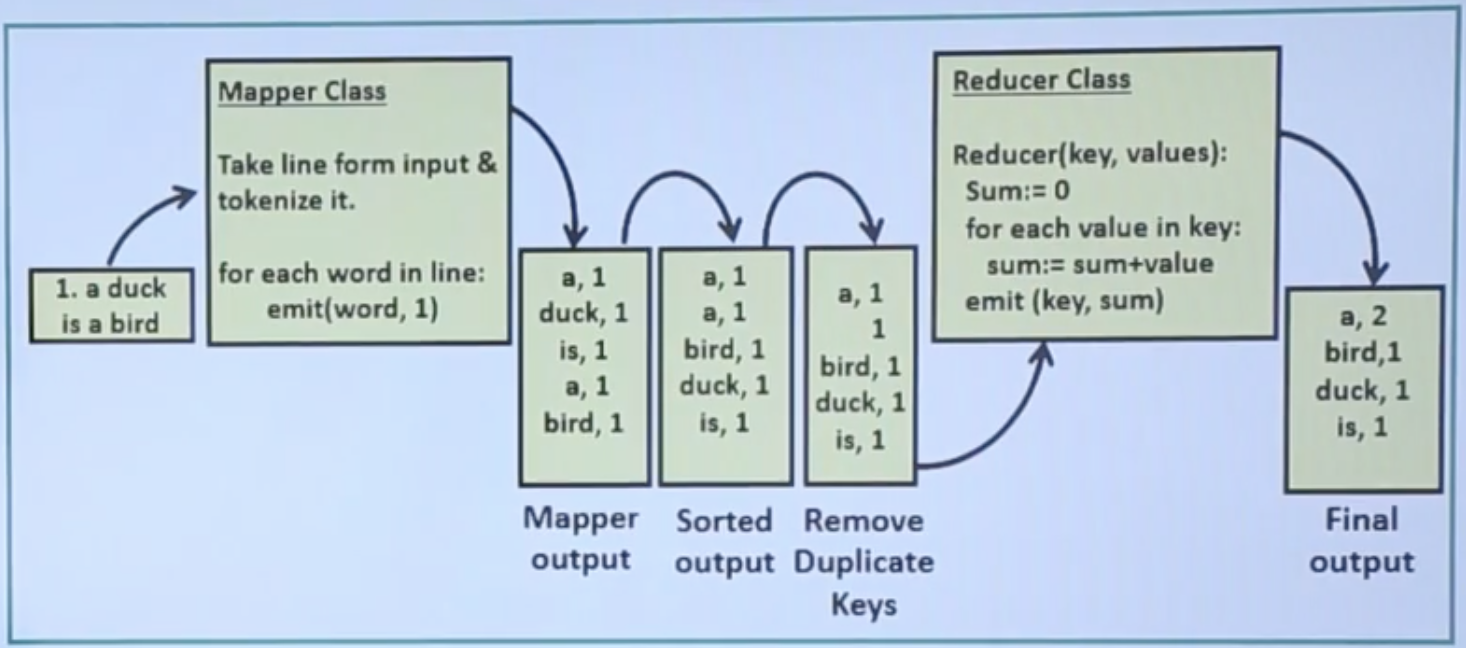 1. a duck
is a bird
Mapper Class
Take line form input &
tokenize it.
for each word in line:
emit(word, 1)
a, 1
duck, 1
is, 1
a, 1
bird, 1
Mapper
output
a, 1
a, 1
bird, 1
duck, 1
is, 1
Sorted
output
a, 1
1
bird, 1
duck, 1
is, 1
Remove
Duplicate
Keys
Reducer Class
Reducer(key, values):
Sum:= 0
for each value in key:
sum:= sum+value
emit (key, sum)
a, 2
bird,1
duck, 1
is, 1
Final
output